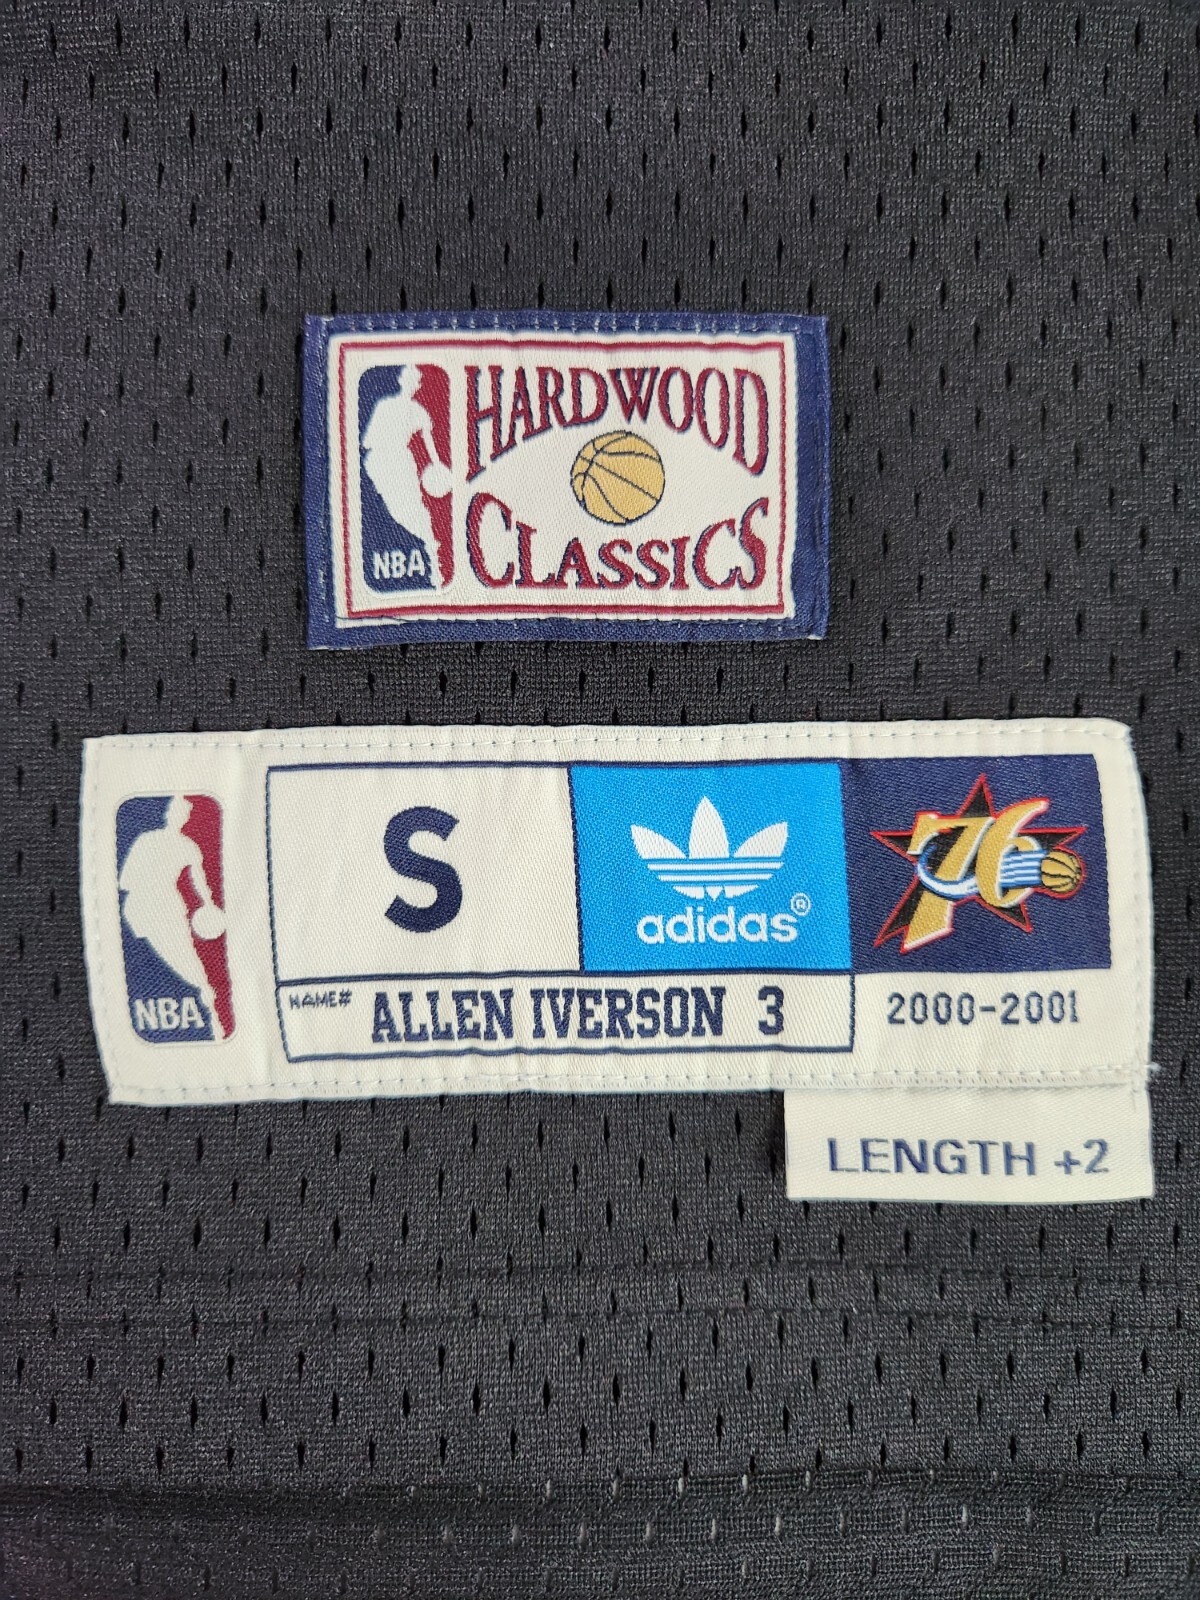 HARDWOOD
CLASSICS
NBA
S
adidas®
76
NBA
NAME# ALLEN IVERSON 3
2000-2001
LENGTH +2